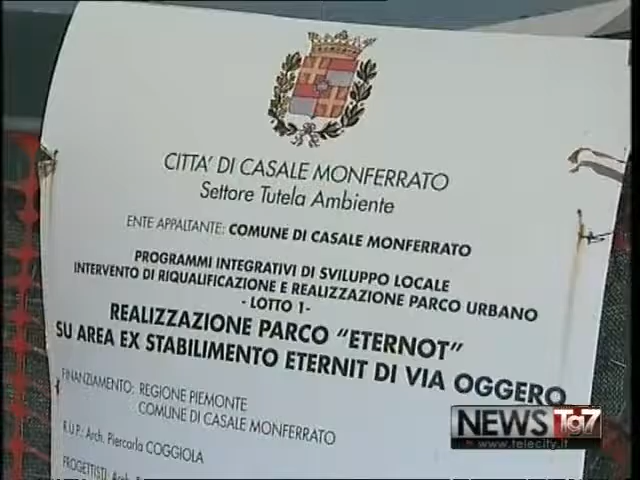 CITTA' DI CASALE MONFERRATO
Settore Tutela Ambiente
ENTE APPALTANTE: COMUNE DI CASALE MONFERRATO
PROGRAMMI INTEGRATIVI DI SVILUPPO LOCALE
INTERVENTO DI RIQUALIFICAZIONE E REALIZZAZIONE PARCO URBANO
- LOTTO 1-
REALIZZAZIONE PARCO "ETERNOT"
SU AREA EX STABILIMENTO ETERNIT DI VIA OGGERO
FINANZIAMENTO: REGIONE PIEMONTE
COMUNE DI CASALE MONFERRATO
R.U.P.: Arch. Piercarla COGGIOLA
PROGETTISTI: Arch.
NEWS Tg7
www.telecity.it